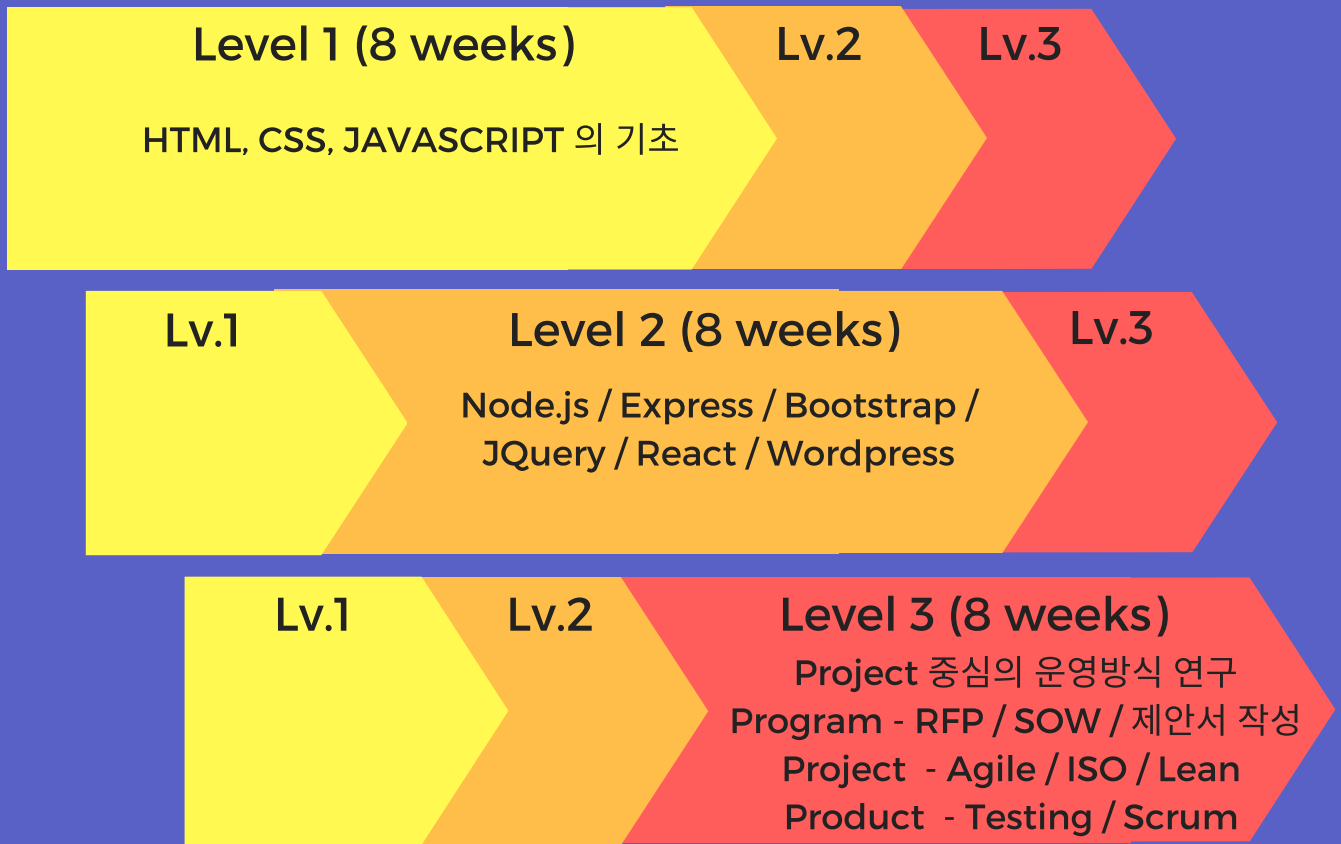 Level 1 (8 weeks)
Lv.2
Lv.3
HTML, CSS, JAVASCRIPT 의 기초
Lv.1
Level 2 (8 weeks)
Lv.3
Node.js / Express / Bootstrap /
JQuery / React / Wordpress
Lv.1
Lv.2
Level 3 (8 weeks)
Project 중심의 운영방식 연구
Program - RFP / SOW / 제안서 작성
Project - Agile / ISO / Lean
Product - Testing / Scrum